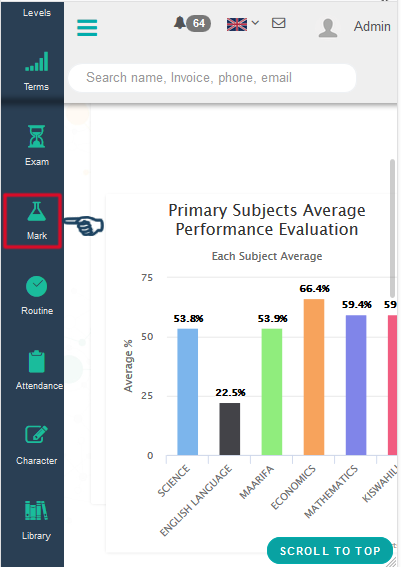 Levels
64
Admin
Search name, Invoice, phone, email
Terms
Exam
Mark
Routine
Attendance
Character
Library
Primary Subjects Average
Performance Evaluation
Each Subject Average
Average %
75
50
25
0
53.8%
22.5%
53.9%
66.4%
59.4%
59
SCIENCE
ENGLISH LANGUAGE
MAARIFA
ECONOMICS
MATHEMATICS
KISWAHILI
SCROLL TO TOP